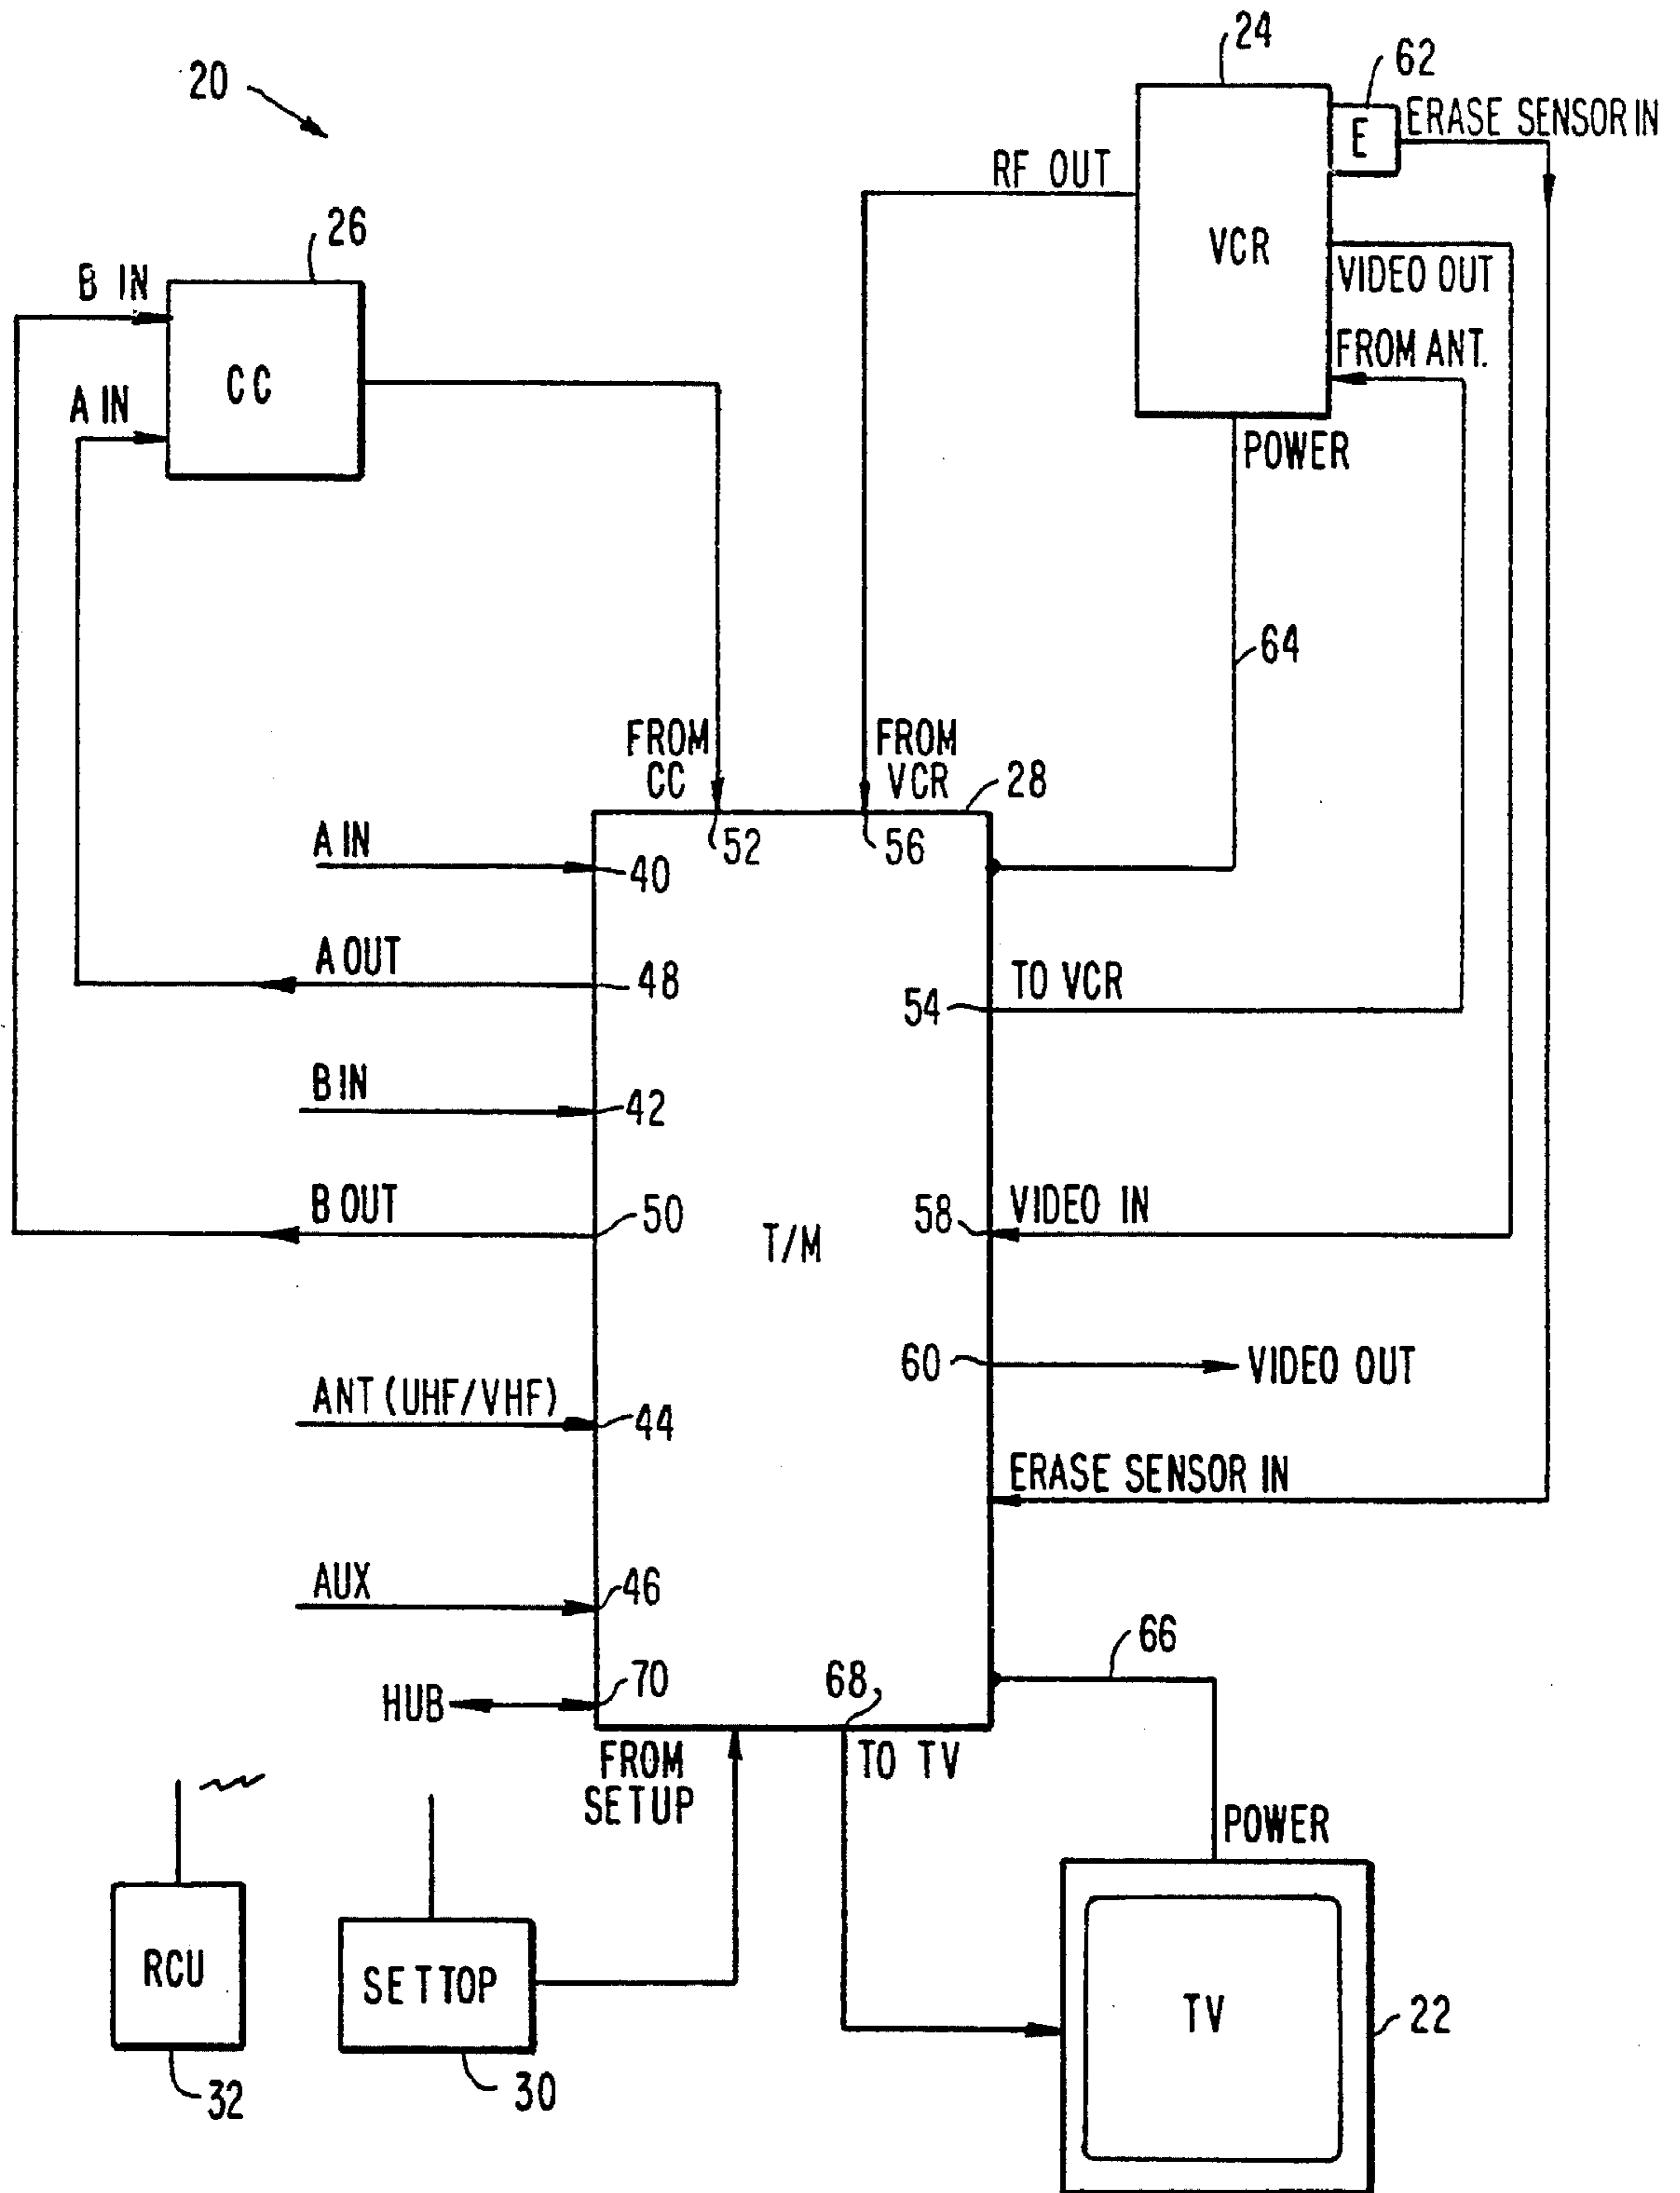 20
24
62
E
ERASE SENSOR IN
RF OUT
VCR
VIDEO OUT
FROM ANT.
POWER
26
B IN
CC
A IN
64
FROM
CC
FROM
VCR
28
52
56
A IN
40
A OUT
48
TO VCR
54
B IN
42
B OUT
50
T/M
58
VIDEO IN
60
VIDEO OUT
ANT (UHF/VHF)
44
ERASE SENSOR IN
AUX
46
66
HUB
70
68
FROM
SETUP
TO TV
POWER
RCU
32
SETTOP
30
TV
22